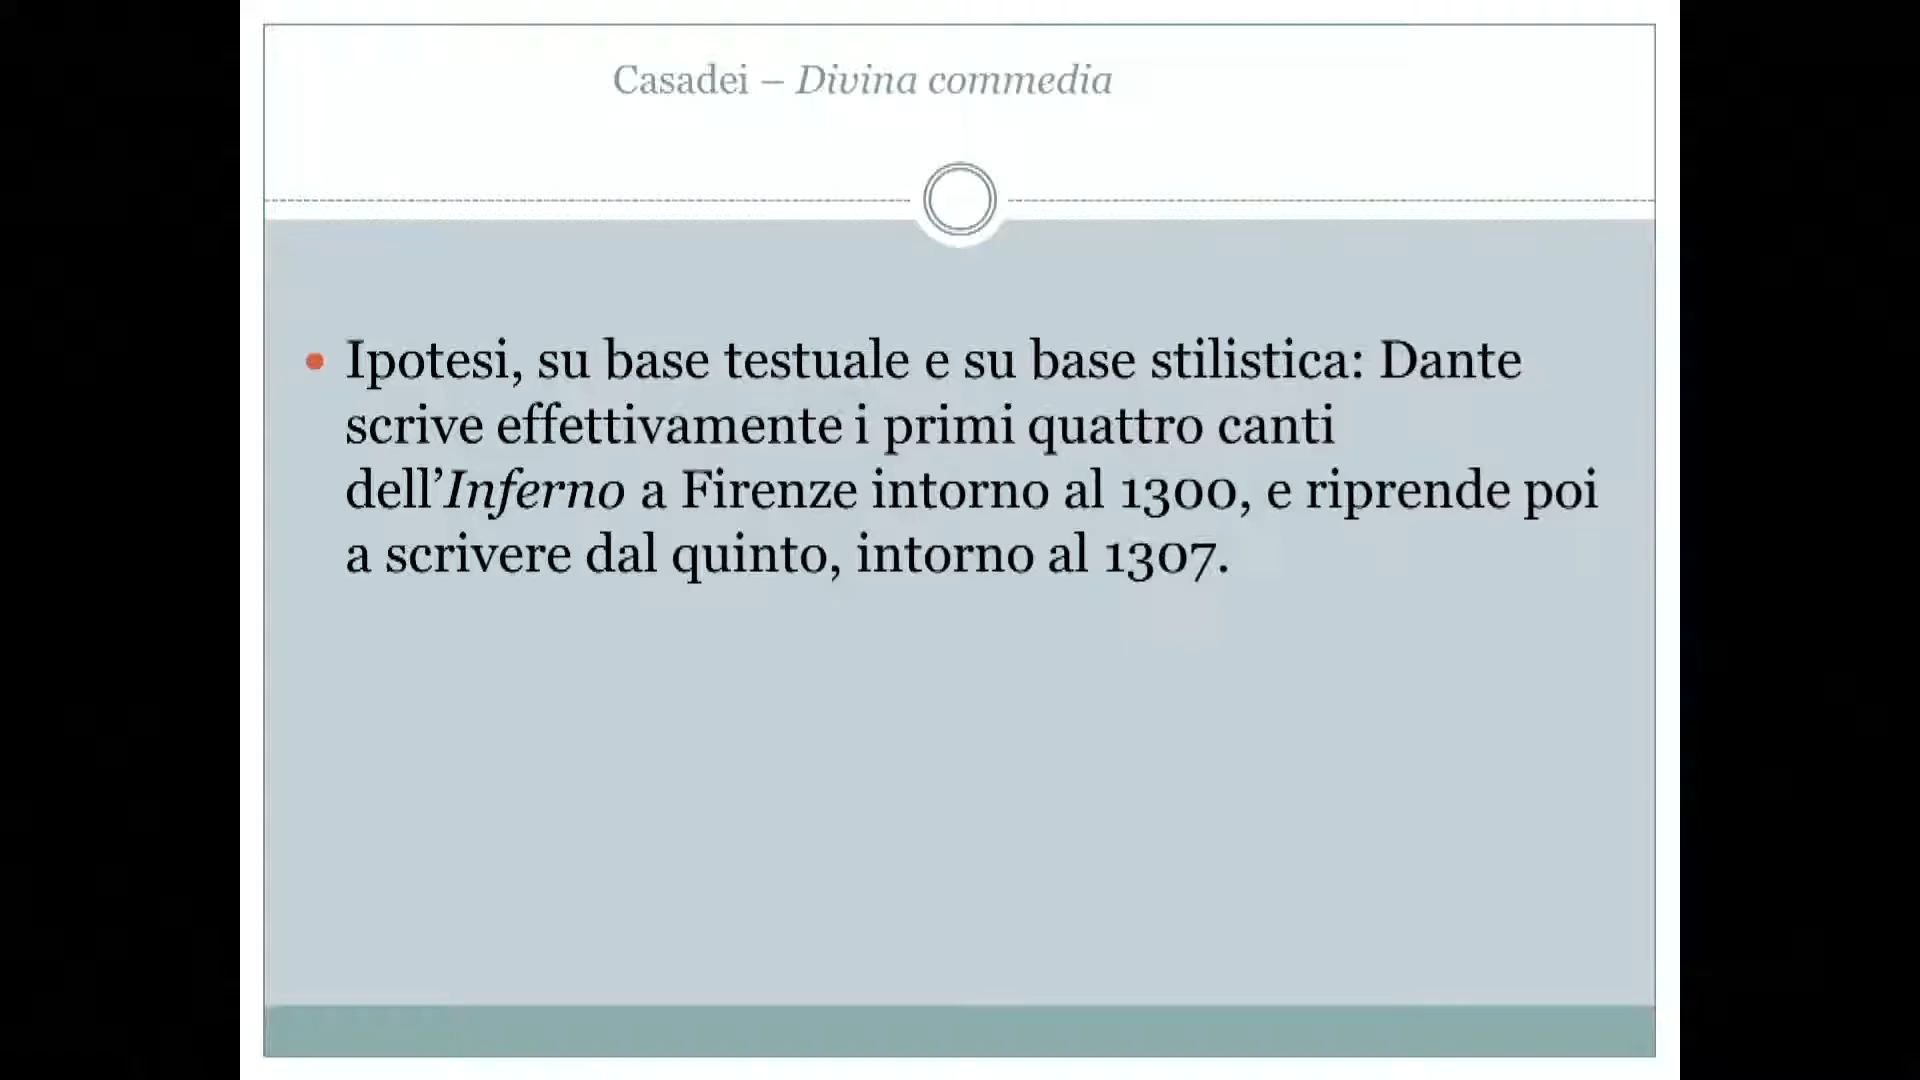 Casadei – Divina commedia
• Ipotesi, su base testuale e su base stilistica: Dante
scrive effettivamente i primi quattro canti
dell’Inferno a Firenze intorno al 1300, e riprende poi
a scrivere dal quinto, intorno al 1307.